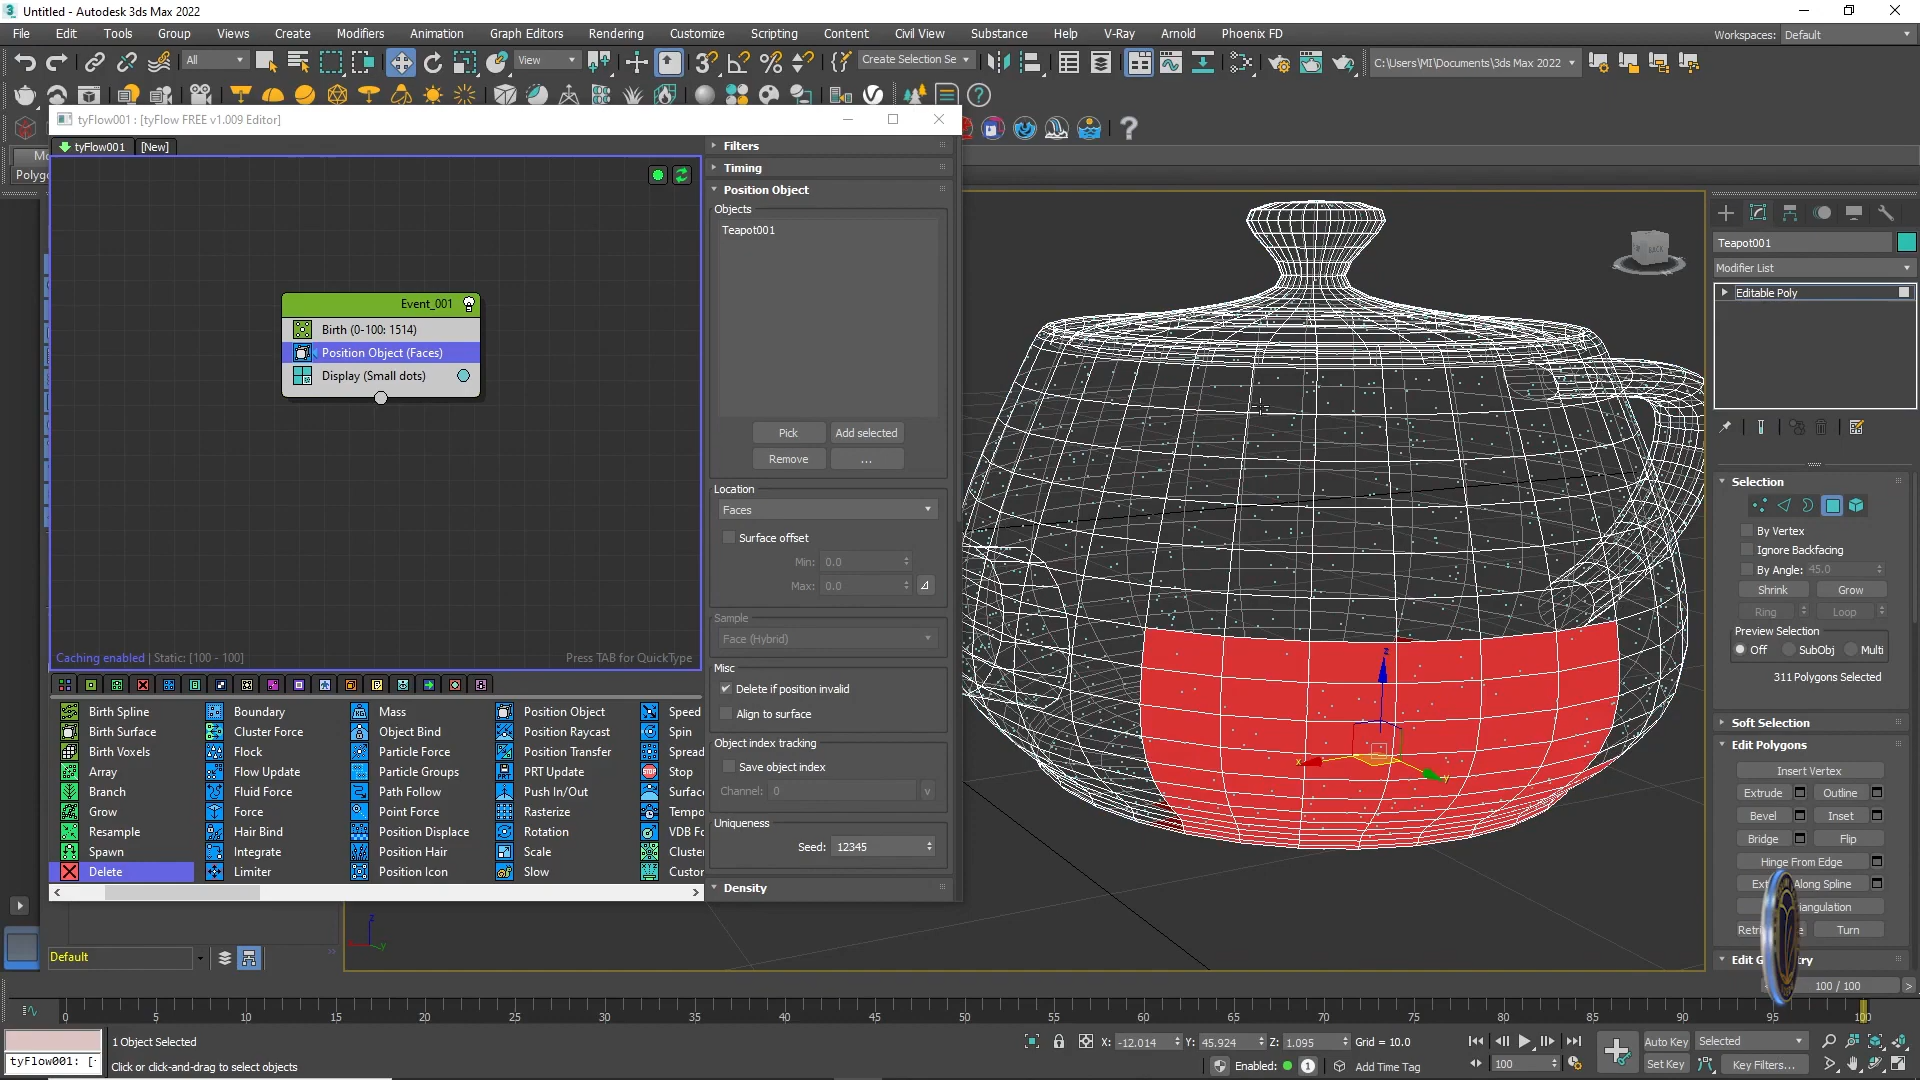 Untitled - Autodesk 3ds Max 2022
File Edit Tools Group Views Create Modifiers Animation Graph Editors Rendering Customize Scripting Content Civil View Substance Help V-Ray Arnold Phoenix FD
Workspaces: Default
All
View
Create Selection Se
C:\Users\MI\Documents\3ds Max 2022
tyFlow001 : [tyFlow FREE v1.009 Editor]
tyFlow001 [New]
Polyg
Event_001
Birth (0-100: 1514)
Position Object (Faces)
Display (Small dots)
Caching enabled | Static: [100 - 100]
Press TAB for QuickType
Birth Spline
Birth Surface
Birth Voxels
Array
Branch
Grow
Resample
Spawn
Delete
Boundary
Cluster Force
Flock
Flow Update
Fluid Force
Force
Hair Bind
Integrate
Limiter
Mass
Object Bind
Particle Force
Particle Groups
Path Follow
Point Force
Position Displace
Position Hair
Position Icon
Position Object
Position Raycast
Position Transfer
PRT Update
Push In/Out
Rasterize
Rotation
Scale
Slow
Speed
Spin
Spread
Stop
Surfac
Tempo
VDB Fo
Cluster
Custor
Filters
Timing
Position Object
Objects
Teapot001
Pick Add selected
Remove ...
Location
Faces
Surface offset
Min: 0.0
Max: 0.0
Sample
Face (Hybrid)
Misc
Delete if position invalid
Align to surface
Object index tracking
Save object index
Channel: 0
Uniqueness
Seed: 12345
Density
BACK
z
x
y
z
y
Teapot001
Modifier List
Editable Poly
Selection
By Vertex
Ignore Backfacing
By Angle: 45.0
Shrink Grow
Ring Loop
Preview Selection
Off SubObj Multi
311 Polygons Selected
Soft Selection
Edit Polygons
Insert Vertex
Extrude Outline
Bevel Inset
Bridge Flip
Hinge From Edge
Along Spline
Turn
Default
100 / 100
0 5 10 15 20 25 30 35 40 45 50 55 60 65 70 75 80 85 90 95 100
1 Object Selected
X: -12.014 Y: 45.924 Z: 1.095 Grid = 10.0
Auto Key Selected
tyFlow001: [
Click or click-and-drag to select objects
Enabled: 1 Add Time Tag
100
Set Key Key Filters...